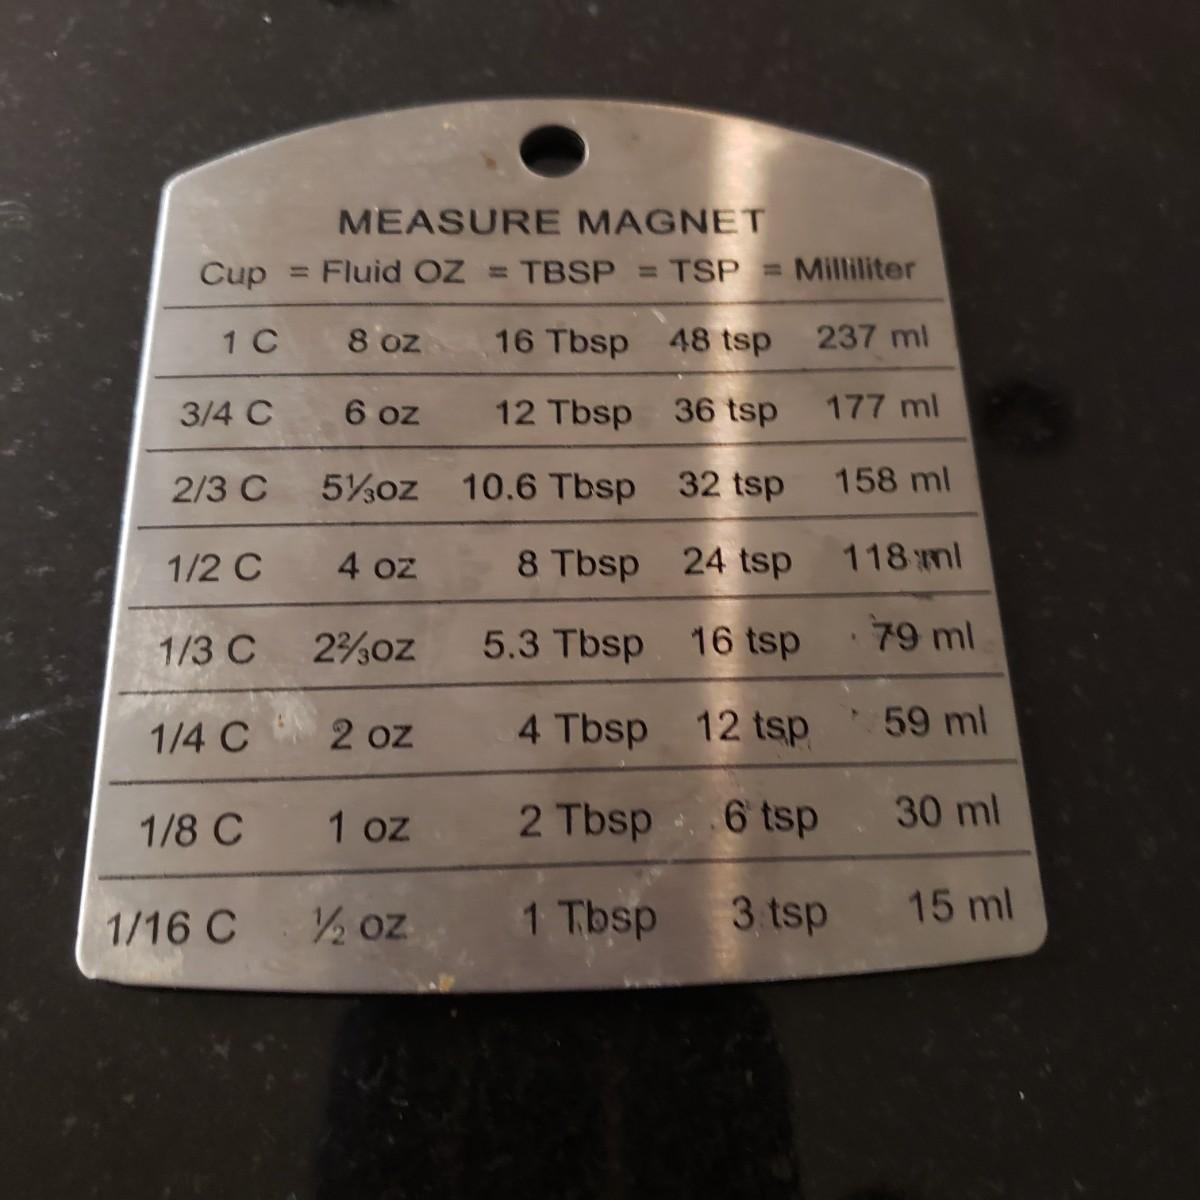 MEASURE MAGNET
Cup = Fluid OZ = TBSP = TSP = Milliliter
1 C 8 oz 16 Tbsp 48 tsp 237 ml
3/4 C 6 oz 12 Tbsp 36 tsp 177 ml
2/3 C 5⅓oz 10.6 Tbsp 32 tsp 158 ml
1/2 C 4 oz 8 Tbsp 24 tsp 118 ml
1/3 C 2⅔oz 5.3 Tbsp 16 tsp 79 ml
1/4 C 2 oz 4 Tbsp 12 tsp 59 ml
1/8 C 1 oz 2 Tbsp 6 tsp 30 ml
1/16 C ½ oz 1 Tbsp 3 tsp 15 ml